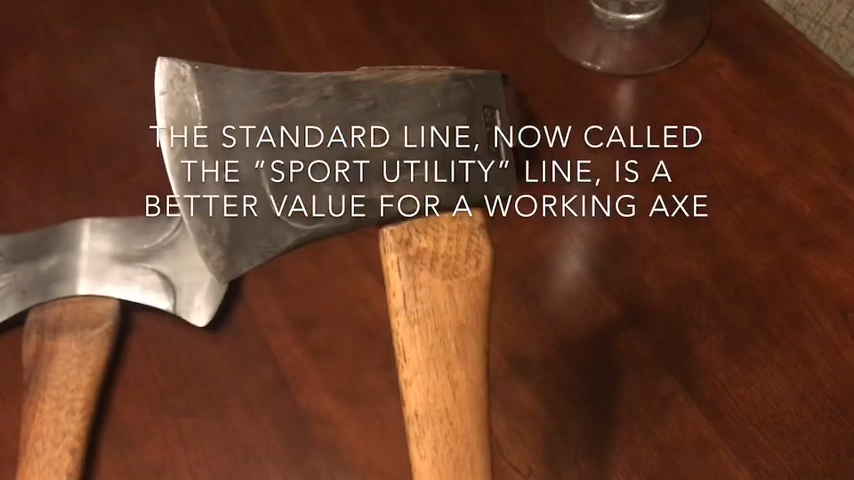 THE STANDARD LINE, NOW CALLED
THE “SPORT UTILITY” LINE, IS A
BETTER VALUE FOR A WORKING AXE